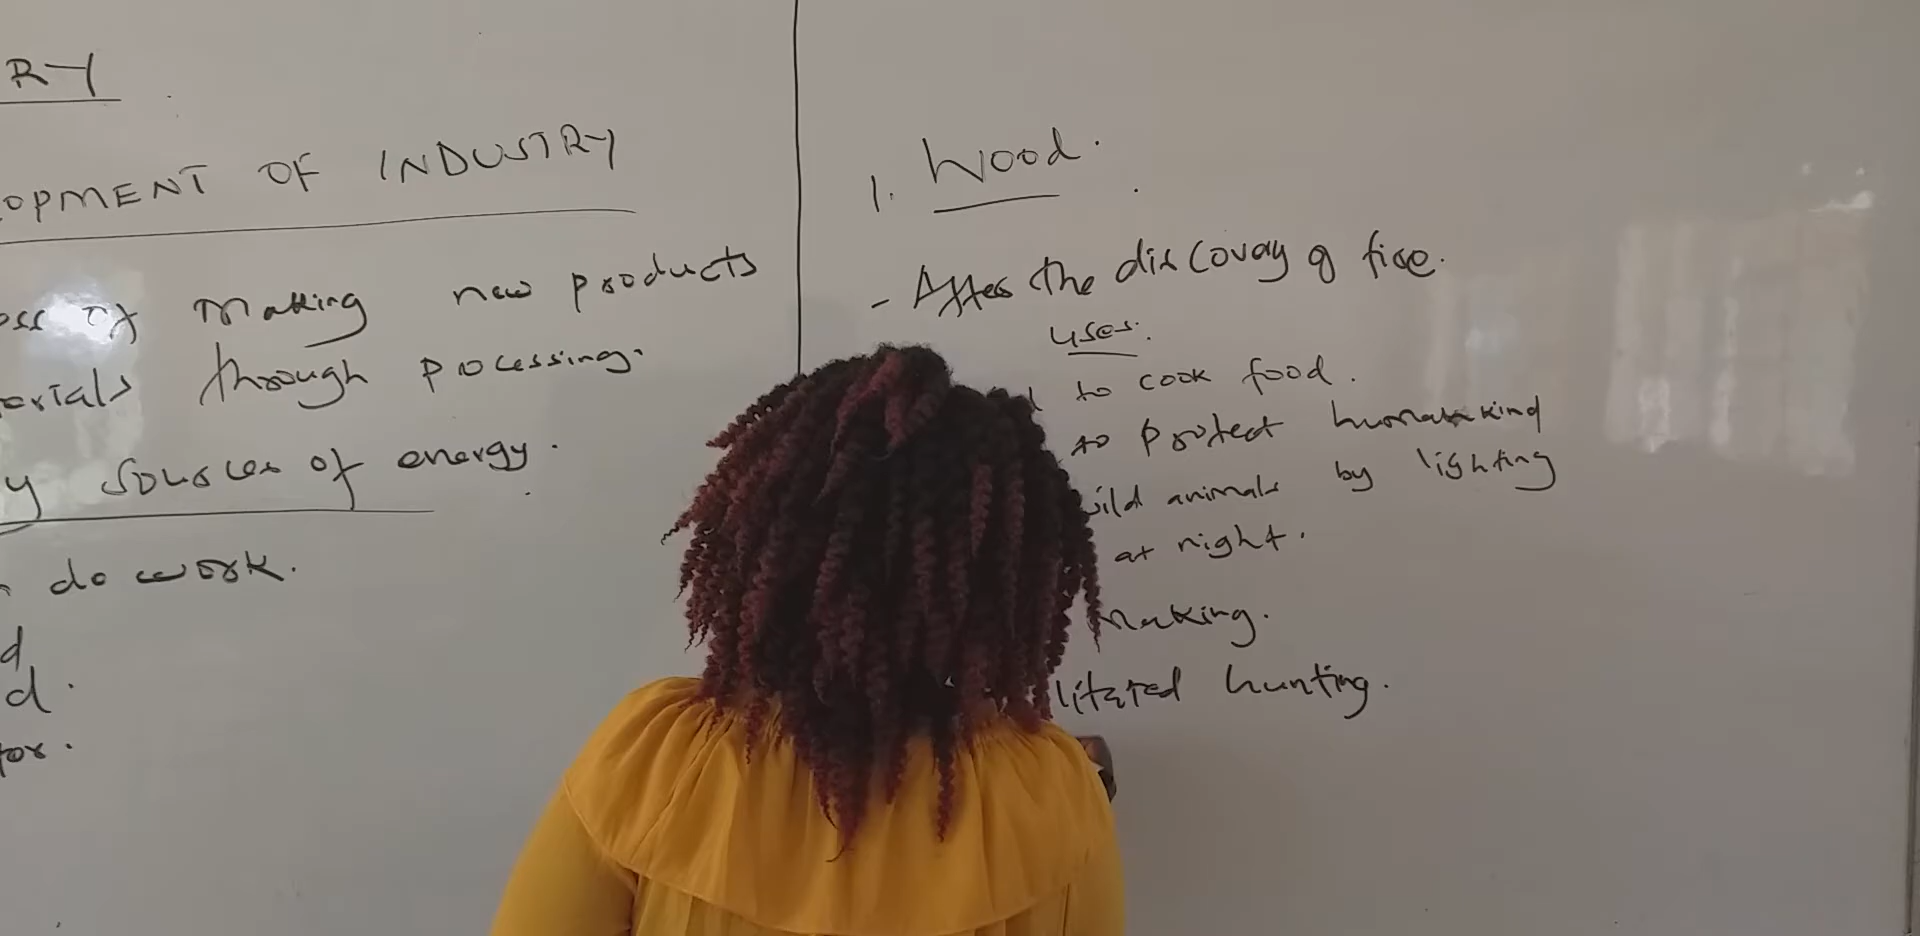 RY
OPMENT OF INDUSTRY
oss of making new products
erials through processing.
y sources of energy.
do work.
d
d.
tor.
1. Wood.
- After the discovery of fire.
uses.
to cook food.
to protect humankind
wild animals by lighting
at night.
making.
litated hunting.